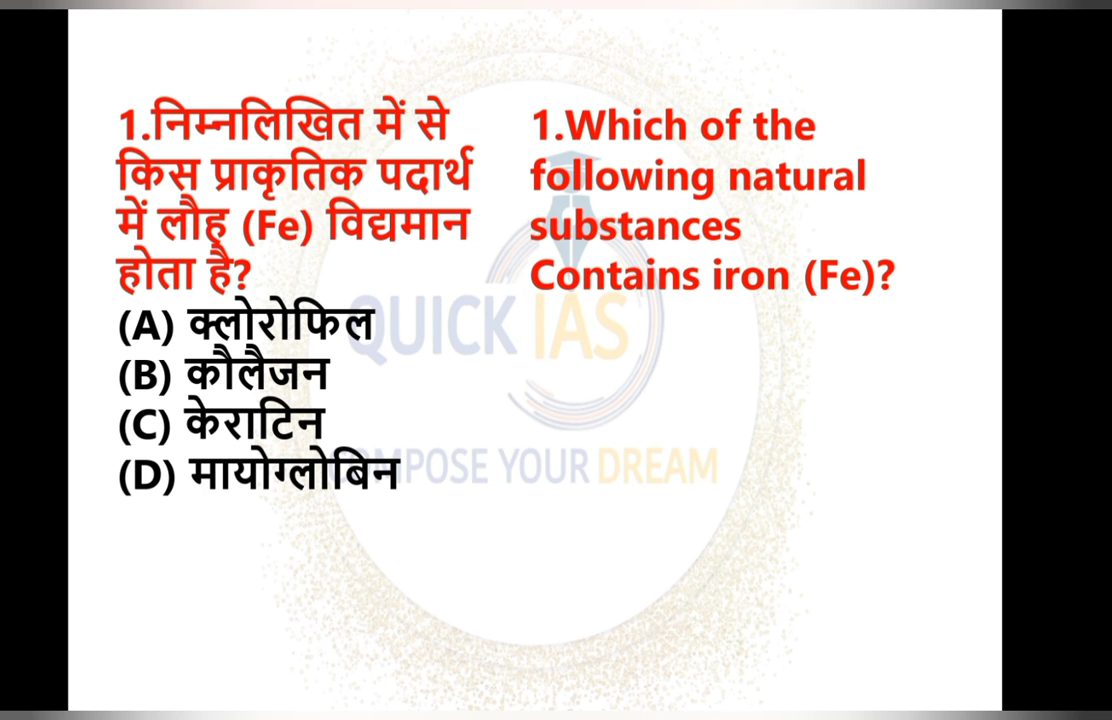 1.निम्नलिखित में से
किस प्राकृतिक पदार्थ
में लौह (Fe) विद्यमान
होता है?
(A) क्लोरोफिल
(B) कौलैजन
(C) केराटिन
(D) मायोग्लोबिन
1.Which of the
following natural
substances
Contains iron (Fe)?
QUICK IAS
COMPOSE YOUR DREAM